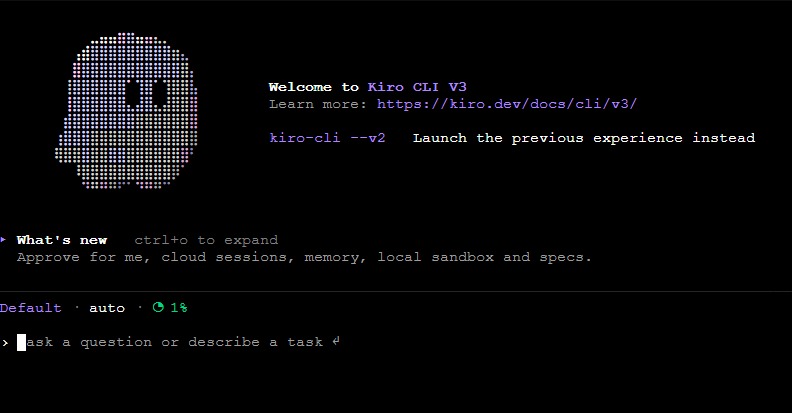 Welcome to Kiro CLI V3
Learn more: https://kiro.dev/docs/cli/v3/
kiro-cli --v2 Launch the previous experience instead
▸ What's new ctrl+o to expand
Approve for me, cloud sessions, memory, local sandbox and specs.
Default · auto · ◔ 1%
› ask a question or describe a task ↲